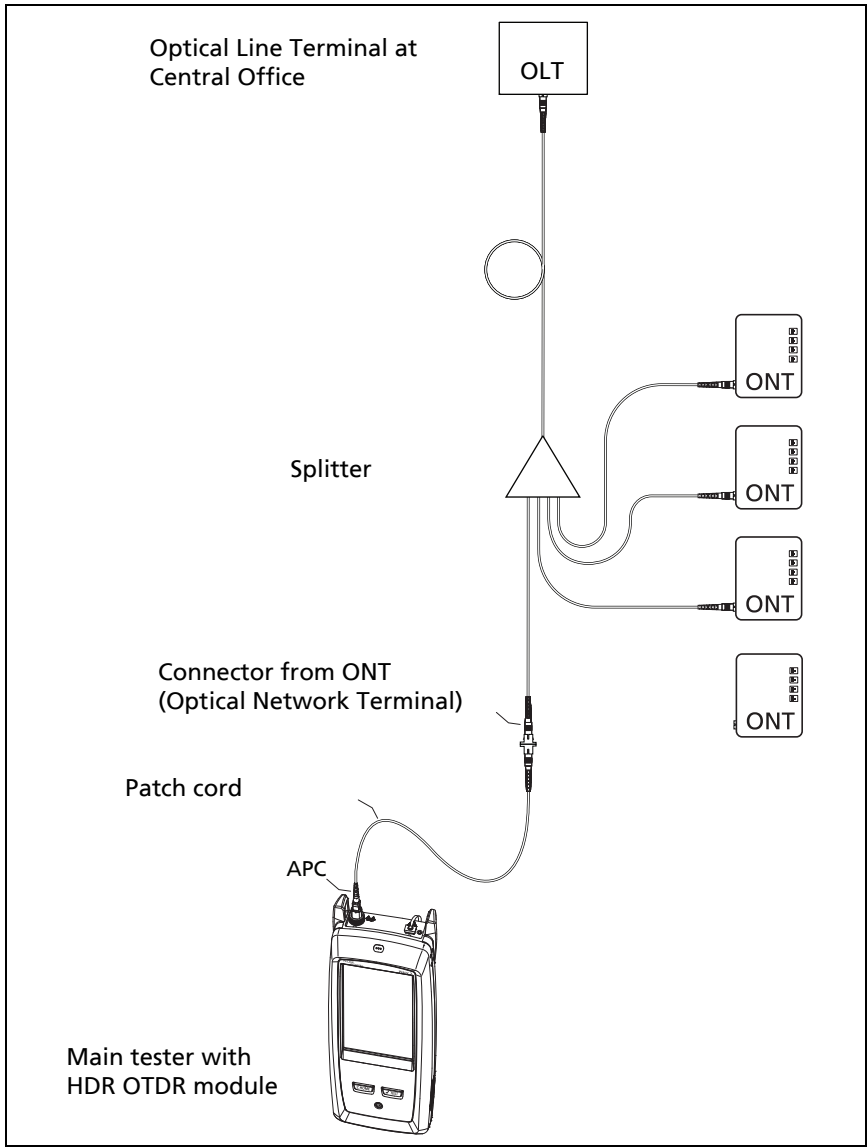 Optical Line Terminal at
Central Office
OLT
ONT
Splitter
ONT
ONT
Connector from ONT
(Optical Network Terminal)
ONT
Patch cord
APC
Main tester with
HDR OTDR module